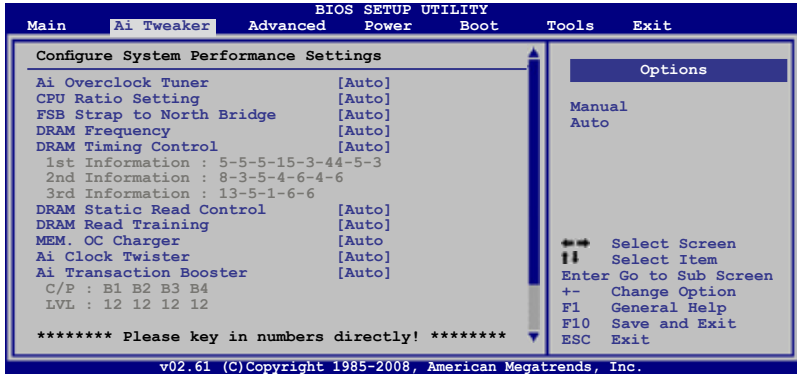 BIOS SETUP UTILITY
Main Ai Tweaker Advanced Power Boot Tools Exit
Configure System Performance Settings
Ai Overclock Tuner [Auto]
CPU Ratio Setting [Auto]
FSB Strap to North Bridge [Auto]
DRAM Frequency [Auto]
DRAM Timing Control [Auto]
1st Information : 5-5-5-15-3-44-5-3
2nd Information : 8-3-5-4-6-4-6
3rd Information : 13-5-1-6-6
DRAM Static Read Control [Auto]
DRAM Read Training [Auto]
MEM. OC Charger [Auto
Ai Clock Twister [Auto]
Ai Transaction Booster [Auto]
C/P : B1 B2 B3 B4
LVL : 12 12 12 12
******** Please key in numbers directly! ********
Options
Manual
Auto
Select Screen
Select Item
Enter Go to Sub Screen
+- Change Option
F1 General Help
F10 Save and Exit
ESC Exit
v02.61 (C)Copyright 1985-2008, American Megatrends, Inc.